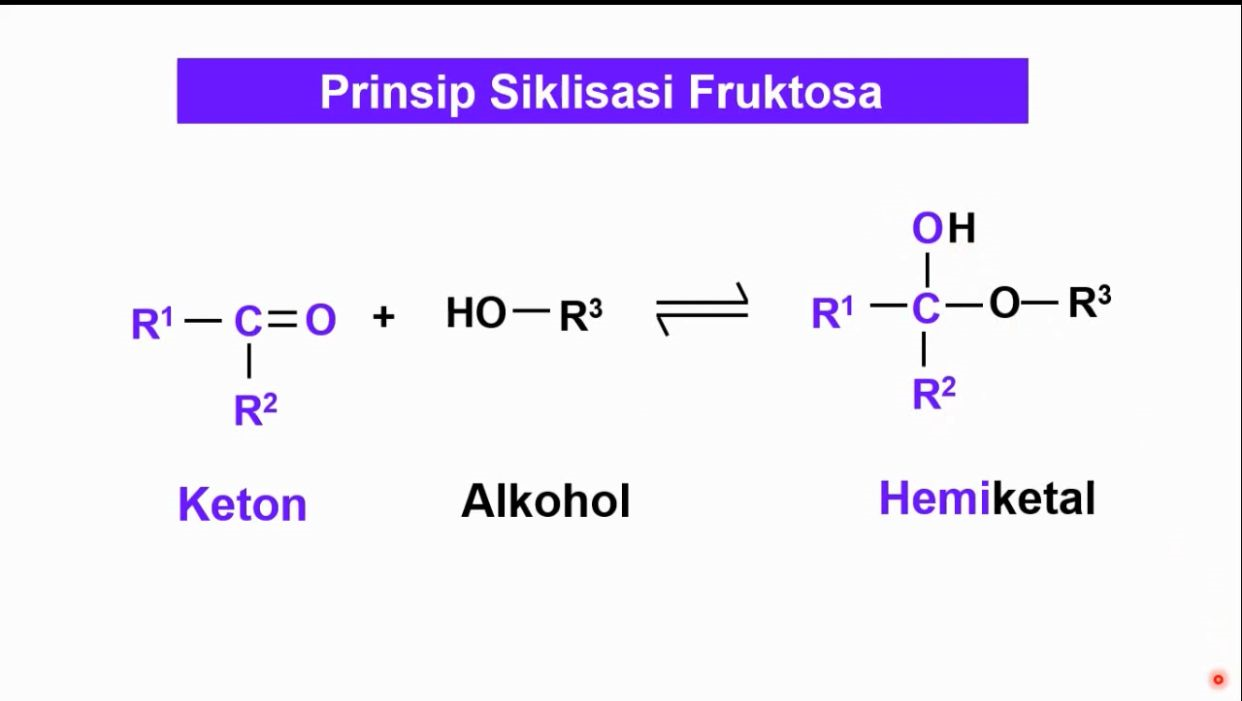 Prinsip Siklisasi Fruktosa
OH
R¹ — C=O + HO — R³ ⇌ R¹ — C — O — R³
R² R²
Keton Alkohol Hemiketal